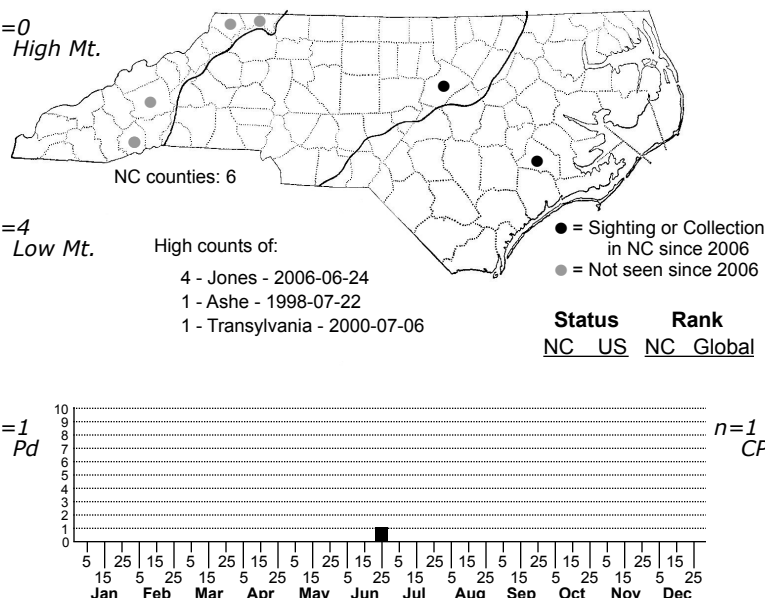 =0
High Mt.
NC counties: 6
=4
Low Mt.
High counts of:
4 - Jones - 2006-06-24
1 - Ashe - 1998-07-22
1 - Transylvania - 2000-07-06
● = Sighting or Collection
in NC since 2006
● = Not seen since 2006
Status Rank
NC US NC Global
=1
Pd
n=1
CP
10
9
8
7
6
5
4
3
2
1
0
5 25 15 5 25 15 5 25 15 5 25 15 5 25 15 5 25 15
15 5 25 15 5 25 15 5 25 15 5 25 15 5 25 15 5 25
Jan Feb Mar Apr May Jun Jul Aug Sep Oct Nov Dec